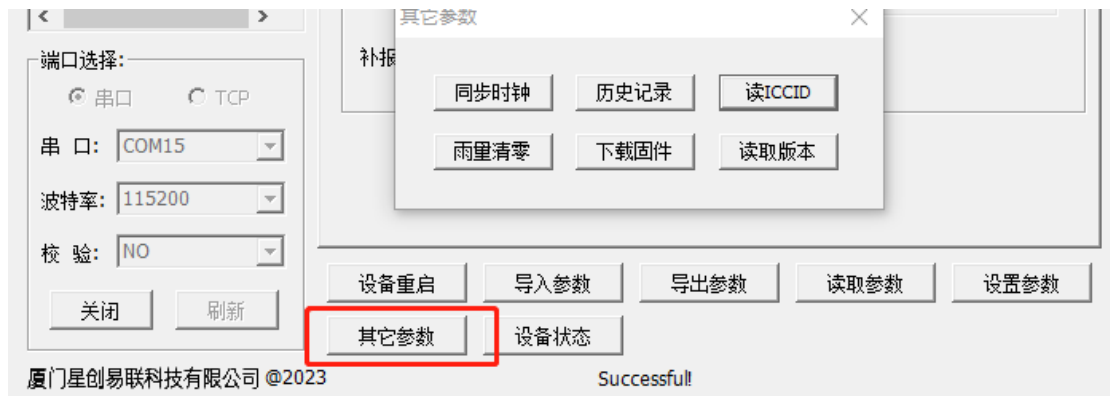 其它参数
端口选择:
补报
串口
TCP
同步时钟
历史记录
读ICCID
串 口:
COM15
雨量清零
下载固件
读取版本
波特率:
115200
校 验:
NO
设备重启
导入参数
导出参数
读取参数
设置参数
关闭
刷新
其它参数
设备状态
厦门星创易联科技有限公司 @2023
Successful!